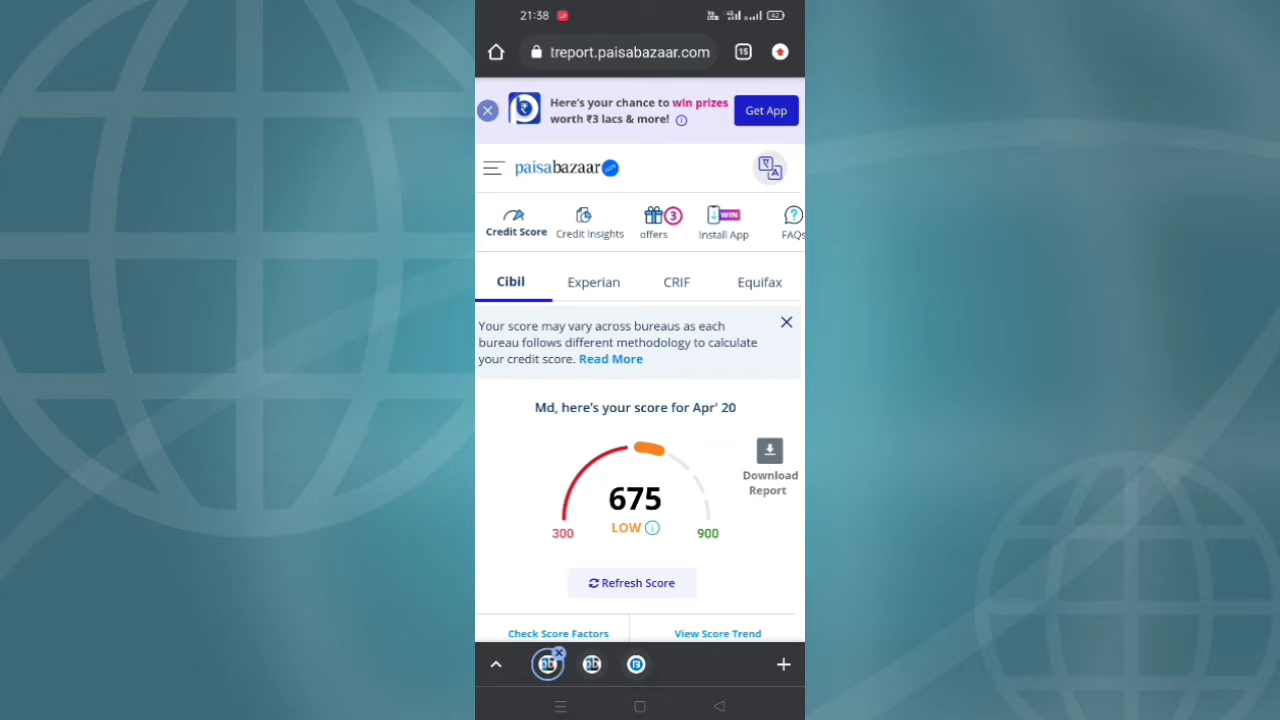 21:38
42
treport.paisabazaar.com
15
Here's your chance to win prizes
worth ₹3 lacs & more!
Get App
paisabazaar
Credit Score
Credit Insights
3
offers
WIN
Install App
FAQs
Cibil
Experian
CRIF
Equifax
Your score may vary across bureaus as each
bureau follows different methodology to calculate
your credit score. Read More
Md, here's your score for Apr' 20
Download
Report
675
LOW
300
900
Refresh Score
Check Score Factors
View Score Trend
pb
pb